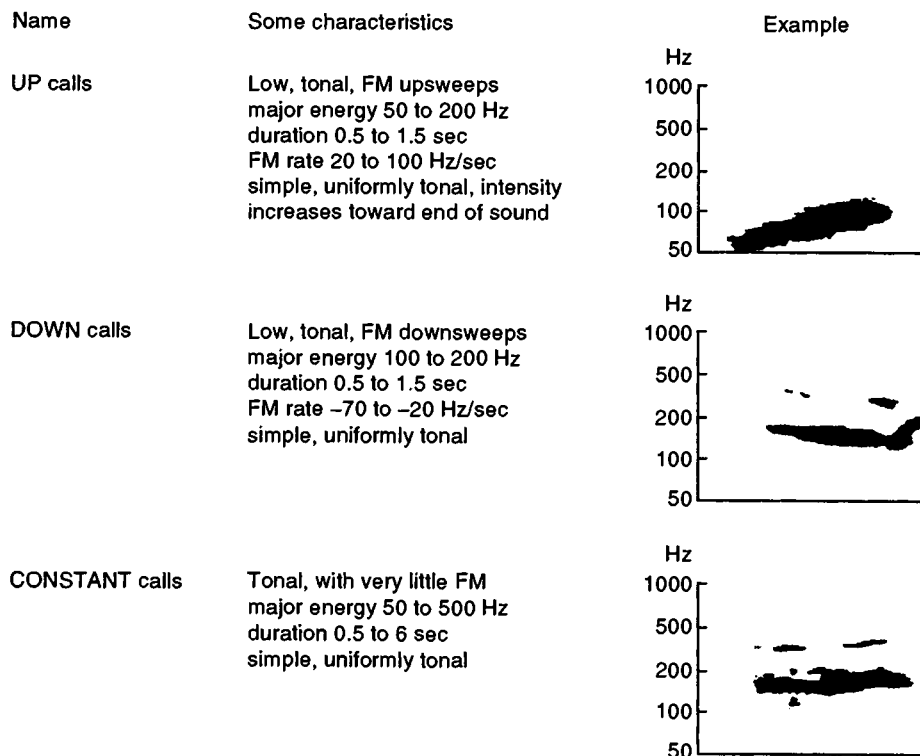 Name Some characteristics Example
UP calls
Low, tonal, FM upsweeps
major energy 50 to 200 Hz
duration 0.5 to 1.5 sec
FM rate 20 to 100 Hz/sec
simple, uniformly tonal, intensity
increases toward end of sound
Hz
1000
500
200
100
50
DOWN calls
Low, tonal, FM downsweeps
major energy 100 to 200 Hz
duration 0.5 to 1.5 sec
FM rate –70 to –20 Hz/sec
simple, uniformly tonal
Hz
1000
500
200
100
50
CONSTANT calls
Tonal, with very little FM
major energy 50 to 500 Hz
duration 0.5 to 6 sec
simple, uniformly tonal
Hz
1000
500
200
100
50